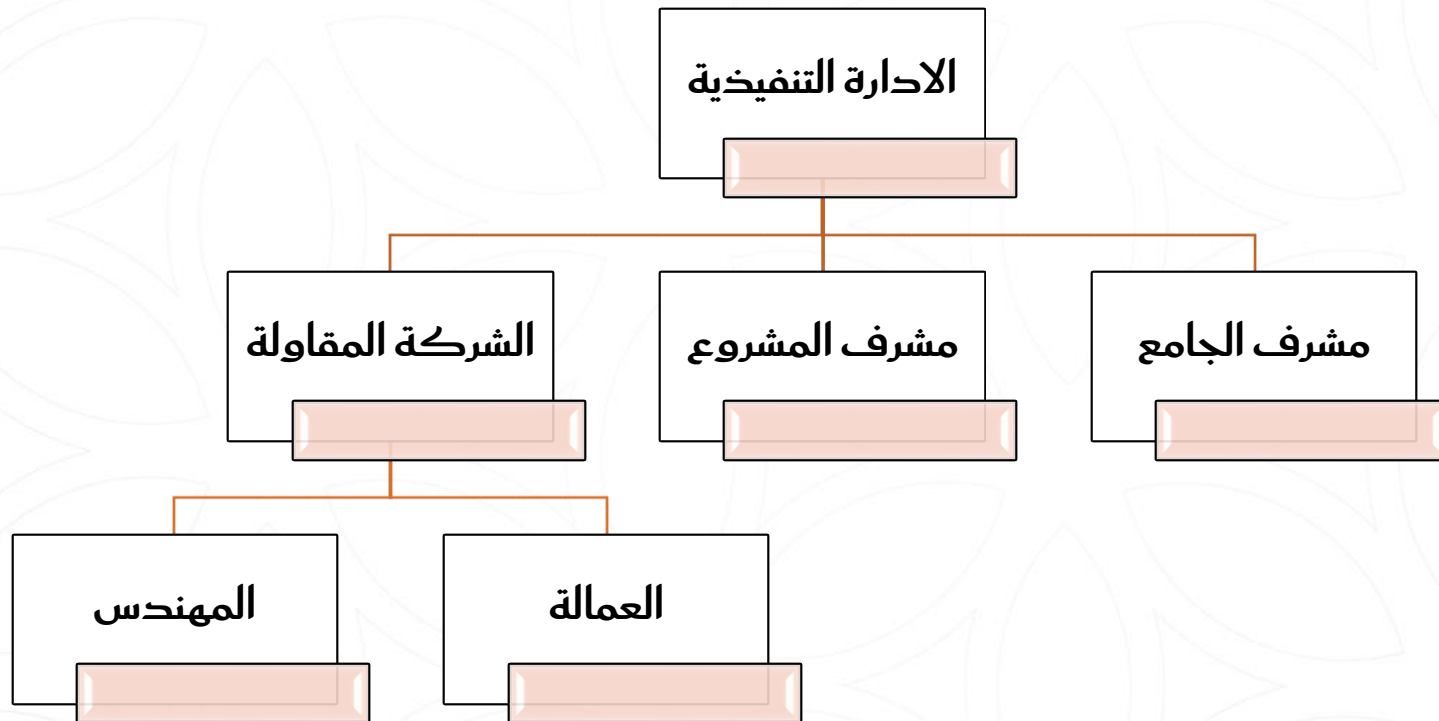 الادارة التنفيذية
مشرف الجامع
مشرف المشروع
الشركة المقاولة
العمالة
المهندس